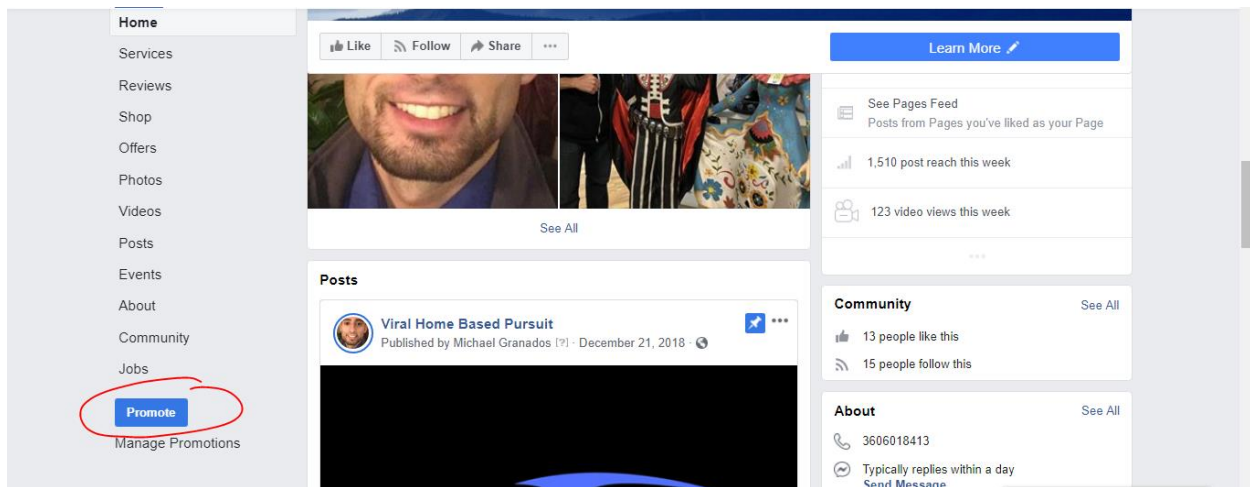 Home
Services
Reviews
Shop
Offers
Photos
Videos
Posts
Events
About
Community
Jobs
Promote
Manage Promotions
Like Follow Share ...
Learn More
See All
Posts
Viral Home Based Pursuit
Published by Michael Granados [?] · December 21, 2018 ·
See Pages Feed
Posts from Pages you've liked as your Page
1,510 post reach this week
123 video views this week
...
Community See All
13 people like this
15 people follow this
About See All
3606018413
Typically replies within a day
Send Message